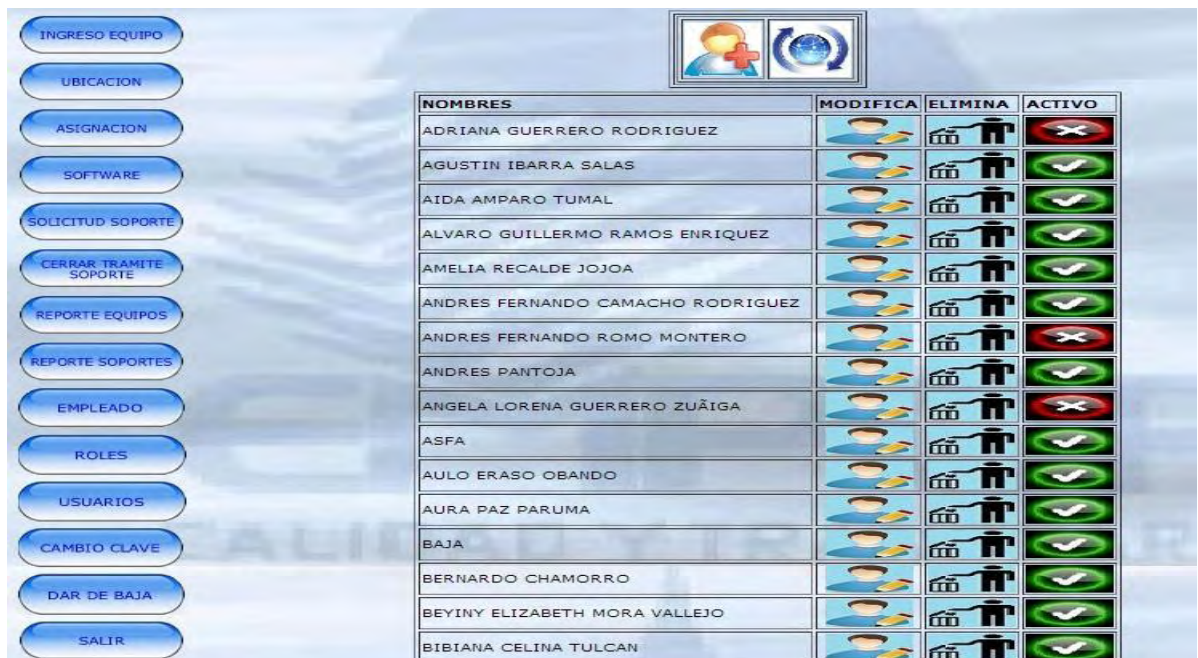 INGRESO EQUIPO
UBICACION
ASIGNACION
SOFTWARE
SOLICITUD SOPORTE
CERRAR TRAMITE
SOPORTE
REPORTE EQUIPOS
REPORTE SOPORTES
EMPLEADO
ROLES
USUARIOS
CAMBIO CLAVE
DAR DE BAJA
SALIR
NOMBRES MODIFICA ELIMINA ACTIVO
ADRIANA GUERRERO RODRIGUEZ
AGUSTIN IBARRA SALAS
AIDA AMPARO TUMAL
ALVARO GUILLERMO RAMOS ENRIQUEZ
AMELIA RECALDE JOJOA
ANDRES FERNANDO CAMACHO RODRIGUEZ
ANDRES FERNANDO ROMO MONTERO
ANDRES PANTOJA
ANGELA LORENA GUERRERO ZUÃIGA
ASFA
AULO ERASO OBANDO
AURA PAZ PARUMA
BAJA
BERNARDO CHAMORRO
BEYINY ELIZABETH MORA VALLEJO
BIBIANA CELINA TULCAN